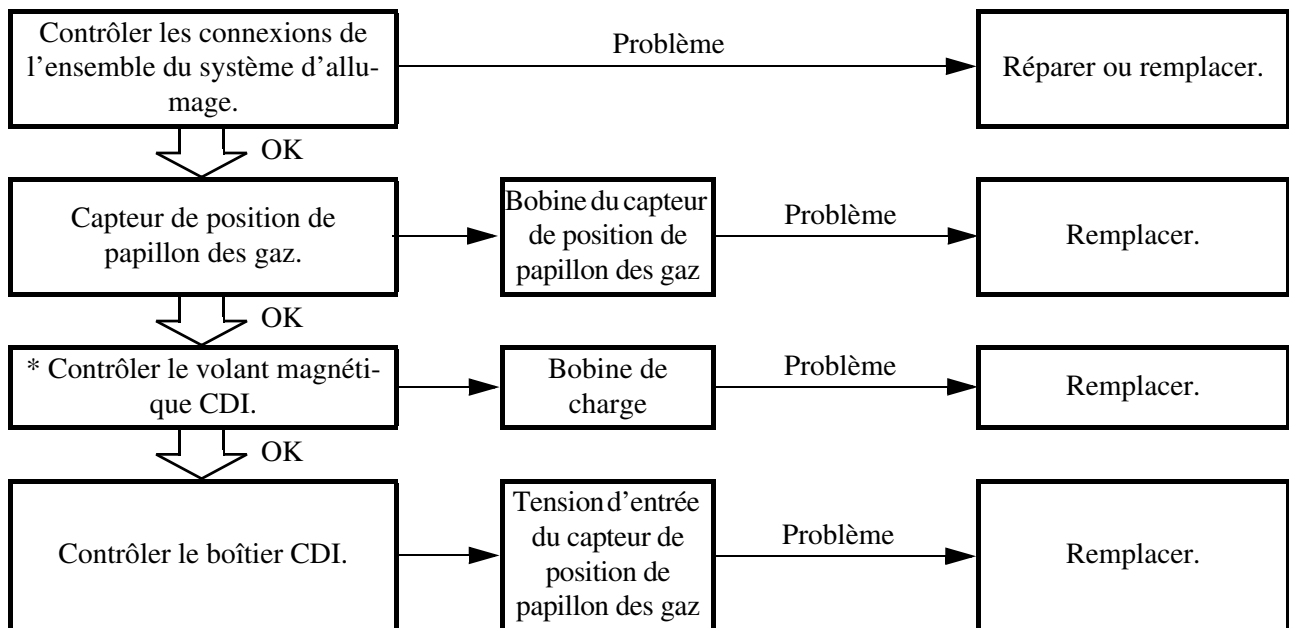 Contrôler les connexions de
l'ensemble du système d'allu-
mage.
Problème
Réparer ou remplacer.
OK
Capteur de position de
papillon des gaz.
Bobine du capteur
de position de
papillon des gaz
Problème
Remplacer.
OK
* Contrôler le volant magnéti-
que CDI.
Bobine de
charge
Problème
Remplacer.
OK
Contrôler le boîtier CDI.
Tension d'entrée
du capteur de
position de
papillon des gaz
Problème
Remplacer.